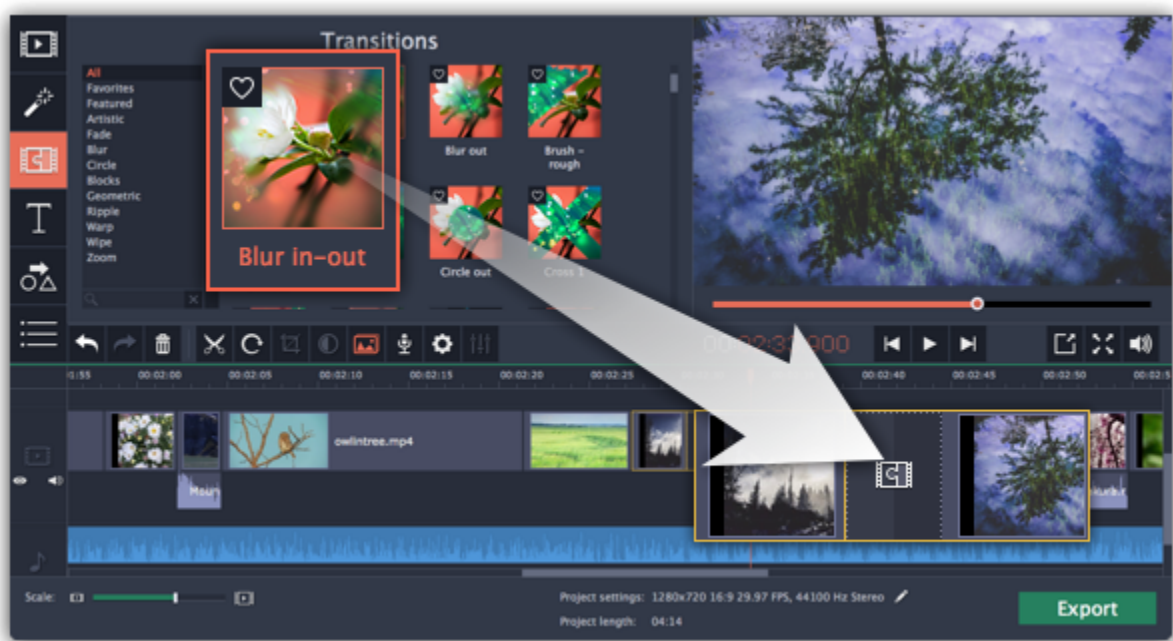 Transitions
All
Favorites
Featured
Artistic
Fade
Blur
Circle
Blocks
Geometric
Ripple
Warp
Wipe
Zoom
Blur in-out
Blur out
Brush -
rough
Circle out
Cross 1
T
00:02:00
00:02:05
00:02:10
00:02:15
00:02:20
00:02:25
00:02:40
00:02:45
00:02:50
owlintree.mp4
Scale:
Project settings: 1280x720 16:9 29.97 FPS, 44100 Hz Stereo
Project length: 04:14
Export